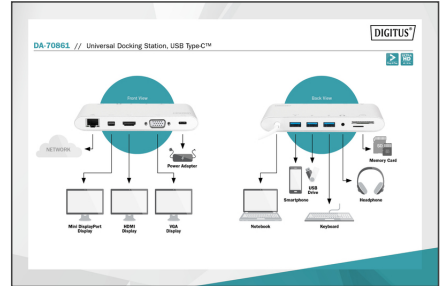 DIGITUS®
DA-70861 // Universal Docking Station, USB Type-C™
Front View
Back View
NETWORK
Power Adapter
Memory Card
Smartphone
USB
Drive
Headphone
Mini DisplayPort
Display
HDMI
Display
VGA
Display
Notebook
Keyboard